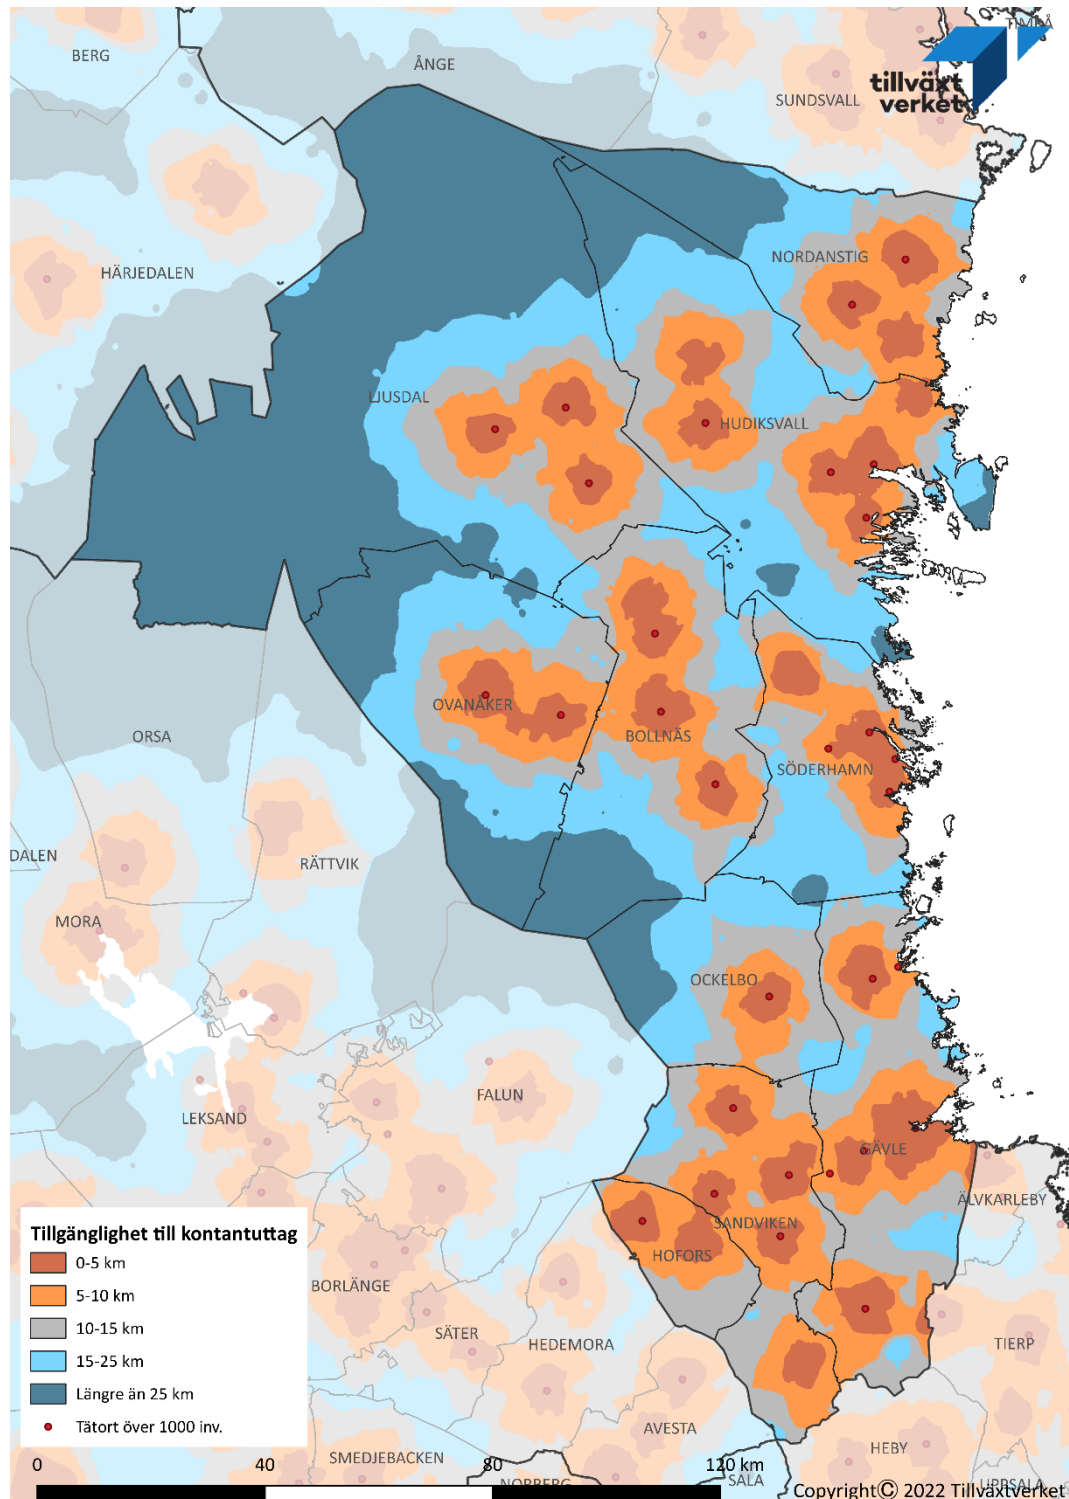 TIMRÅ
BERG
ÅNGE
SUNDSVALL
tillväxt
verket
HÄRJEDALEN
NORDANSTIG
LJUSDAL
HUDIKSVALL
OVANÅKER
BOLLNÄS
SÖDERHAMN
ORSA
DALEN
RÄTTVIK
MORA
OCKELBO
FALUN
LEKSAND
GÄVLE
ÄLVKARLEBY
SANDVIKEN
HOFORS
BORLÄNGE
SÄTER
HEDEMORA
TIERP
AVESTA
HEBY
SMEDJEBACKEN
NORBERG
SALA
UPPSALA
Tillgänglighet till kontantuttag
0-5 km
5-10 km
10-15 km
15-25 km
Längre än 25 km
Tätort över 1000 inv.
0 40 80 120 km
Copyright© 2022 Tillväxtverket